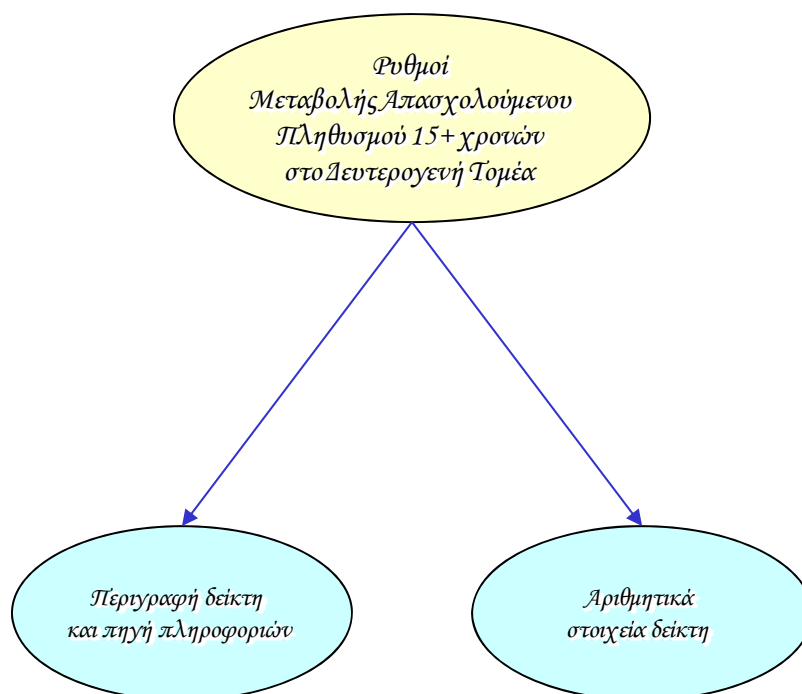 Ρυθμοί
Μεταβολής Απασχολούμενου
Πληθυσμού 15+ χρονών
στο Δευτερογενή Τομέα
Περιγραφή δείκτη
και πηγή πληροφοριών
Αριθμητικά
στοιχεία δείκτη